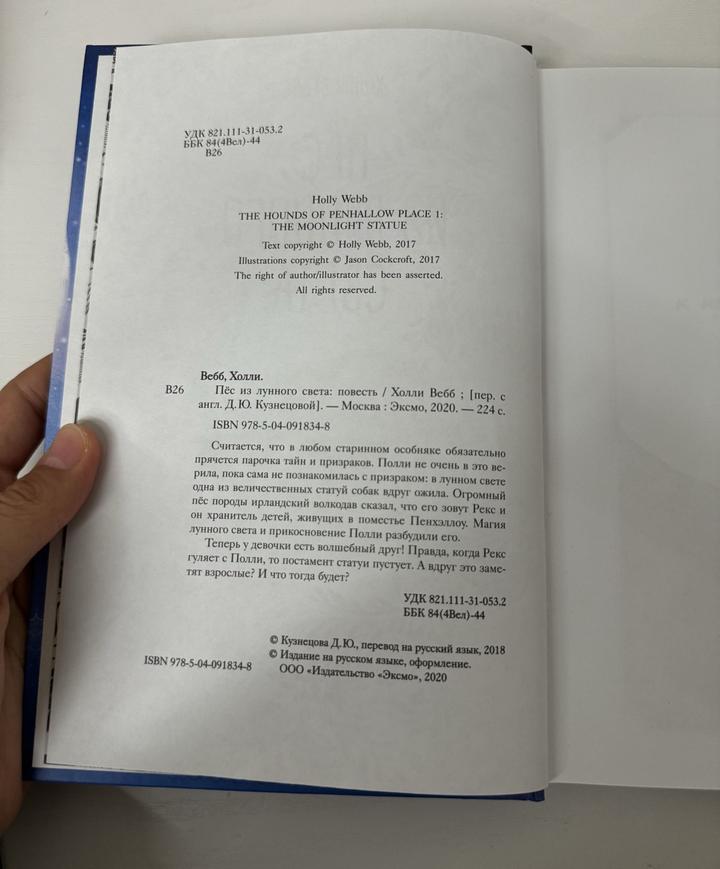 УДК 821.111-31-053.2
ББК 84(4Вел)-44
В26
Holly Webb
THE HOUNDS OF PENHALLOW PLACE 1:
THE MOONLIGHT STATUE
Text copyright © Holly Webb, 2017
Illustrations copyright © Jason Cockcroft, 2017
The right of author/illustrator has been asserted.
All rights reserved.
Вебб, Холли.
В26 Пёс из лунного света: повесть / Холли Вебб ; [пер. с
англ. Д. Ю. Кузнецовой]. — Москва : Эксмо, 2020. — 224 с.
ISBN 978-5-04-091834-8
Считается, что в любом старинном особняке обязательно
прячется парочка тайн и призраков. Полли не очень в это ве-
рила, пока сама не познакомилась с призраком: в лунном свете
одна из величественных статуй собак вдруг ожила. Огромный
пёс породы ирландский волкодав сказал, что его зовут Рекс и
он хранитель детей, живущих в поместье Пенхэллоу. Магия
лунного света и прикосновение Полли разбудили его.
Теперь у девочки есть волшебный друг! Правда, когда Рекс
гуляет с Полли, то постамент статуи пустует. А вдруг это заме-
тят взрослые? И что тогда будет?
УДК 821.111-31-053.2
ББК 84(4Вел)-44
© Кузнецова Д. Ю., перевод на русский язык, 2018
© Издание на русском языке, оформление.
ISBN 978-5-04-091834-8 ООО «Издательство «Эксмо», 2020